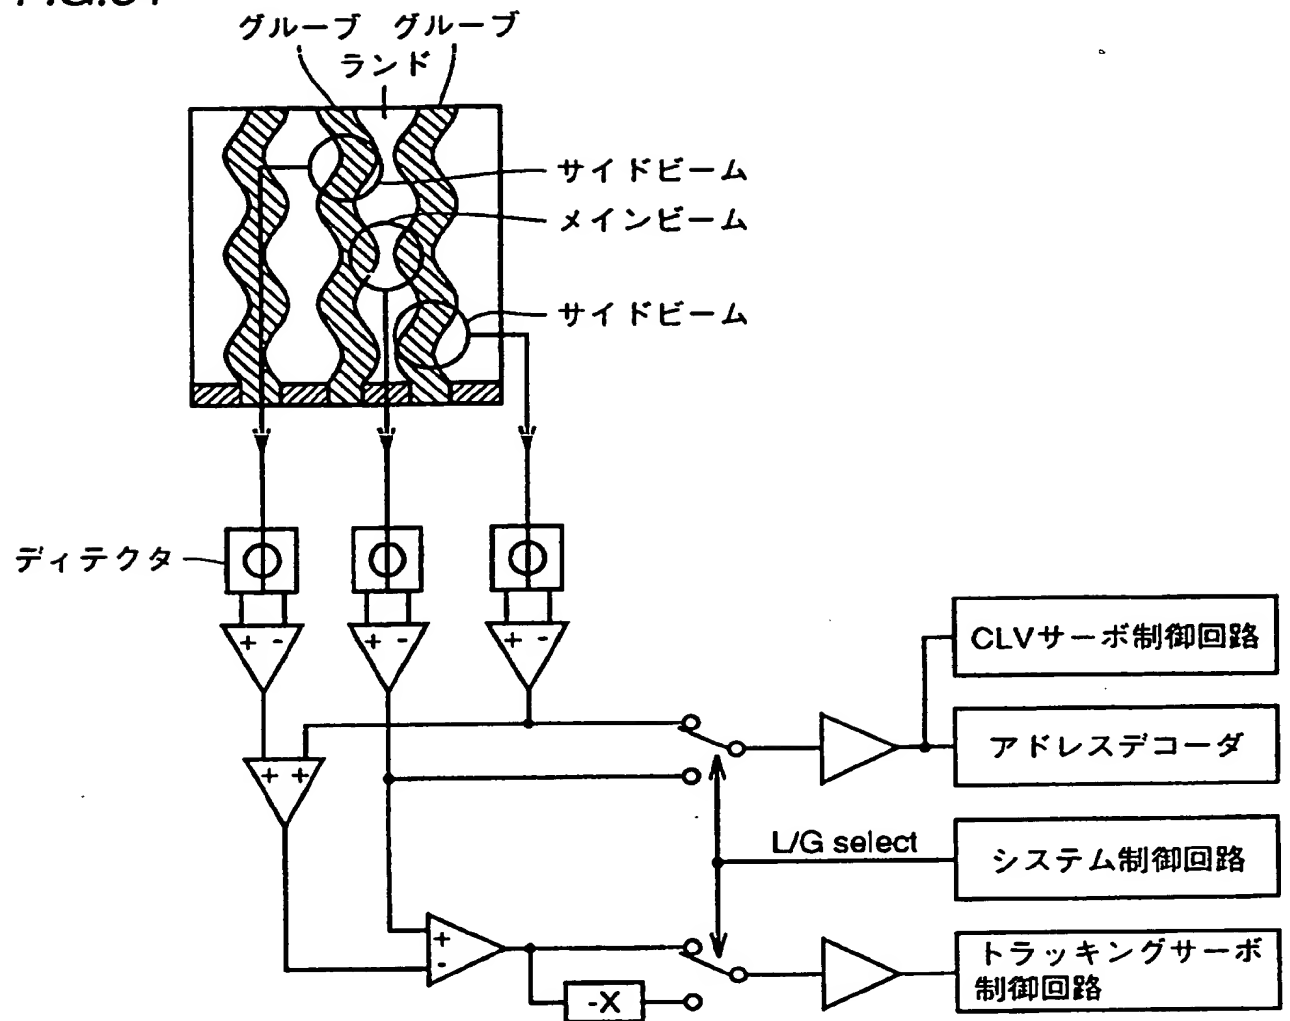 グルーブ グルーブ
ランド
サイドビーム
メインビーム
サイドビーム
ディテクタ
+ - + - + -
CLVサーボ制御回路
+ +
アドレスデコーダ
L/G select
システム制御回路
+
-
トラッキングサーボ
制御回路
-X